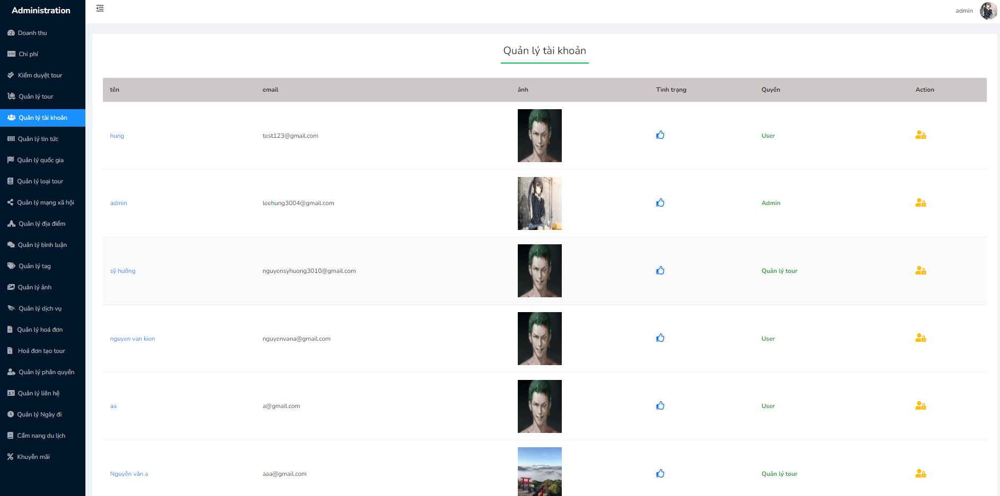 Administration
admin
Doanh thu
Chi phí
Kiểm duyệt tour
Quản lý tour
Quản lý tài khoản
Quản lý tin tức
Quản lý quốc gia
Quản lý loại tour
Quản lý mạng xã hội
Quản lý địa điểm
Quản lý bình luận
Quản lý tag
Quản lý ảnh
Quản lý dịch vụ
Quản lý hoá đơn
Hoá đơn tạo tour
Quản lý phân quyền
Quản lý liên hệ
Quản lý Ngày đi
Cẩm nang du lịch
Khuyễn mãi
Quản lý tài khoản
tên email ảnh Tình trạng Quyền Action
hung test123@gmail.com User
admin leehung3004@gmail.com Admin
sỹ hưởng nguyensyhuong3010@gmail.com Quản lý tour
nguyen van kien nguyenvana@gmail.com User
aa a@gmail.com User
Nguyễn văn a aaa@gmail.com Quản lý tour